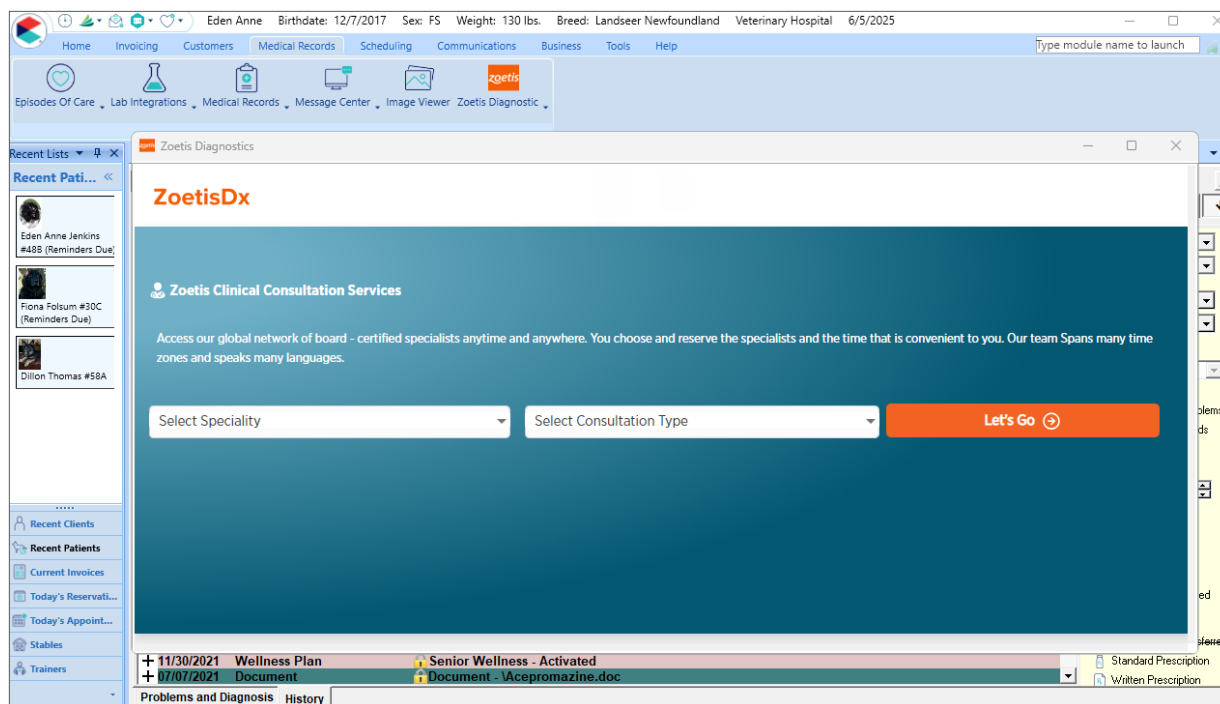 Eden Anne Birthdate: 12/7/2017 Sex: FS Weight: 130 lbs. Breed: Landseer Newfoundland Veterinary Hospital 6/5/2025
Home Invoicing Customers Medical Records Scheduling Communications Business Tools Help
Type module name to launch
zoetis
Episodes Of Care Lab Integrations Medical Records Message Center Image Viewer Zoetis Diagnostic
Recent Lists
Recent Pati...
Eden Anne Jenkins
#48B (Reminders Due)
Fiona Folsum #30C
(Reminders Due)
Dillon Thomas #58A
Recent Clients
Recent Patients
Current Invoices
Today's Reservati...
Today's Appoint...
Stables
Trainers
zoetis Zoetis Diagnostics
ZoetisDx
Zoetis Clinical Consultation Services
Access our global network of board - certified specialists anytime and anywhere. You choose and reserve the specialists and the time that is convenient to you. Our team Spans many time
zones and speaks many languages.
Select Speciality Select Consultation Type Let's Go
11/30/2021 Wellness Plan Senior Wellness - Activated
07/07/2021 Document Document - \Acepromazine.doc
Problems and Diagnosis History
Standard Prescription
Written Prescription